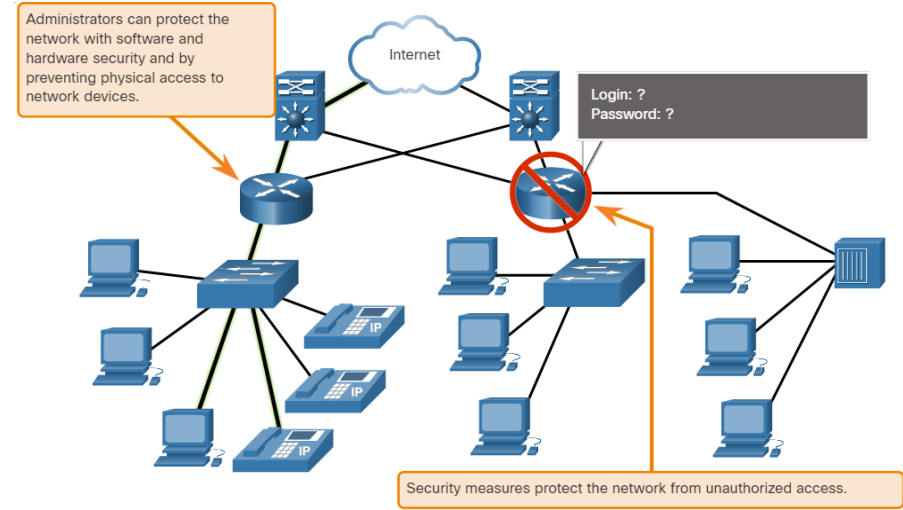 Administrators can protect the
network with software and
hardware security and by
preventing physical access to
network devices.
Internet
Login: ?
Password: ?
IP
IP
IP
Security measures protect the network from unauthorized access.